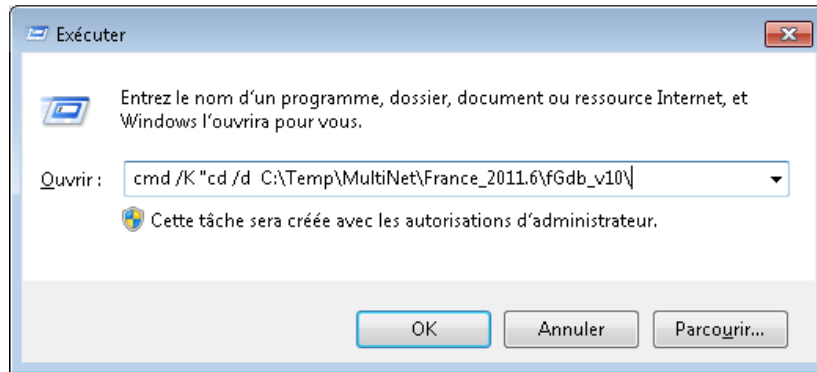 Exécuter
Entrez le nom d'un programme, dossier, document ou ressource Internet, et
Windows l'ouvrira pour vous.
Ouvrir : cmd /K "cd /d  C:\Temp\MultiNet\France_2011.6\fGdb_v10\
Cette tâche sera créée avec les autorisations d'administrateur.
OK Annuler Parcourir...